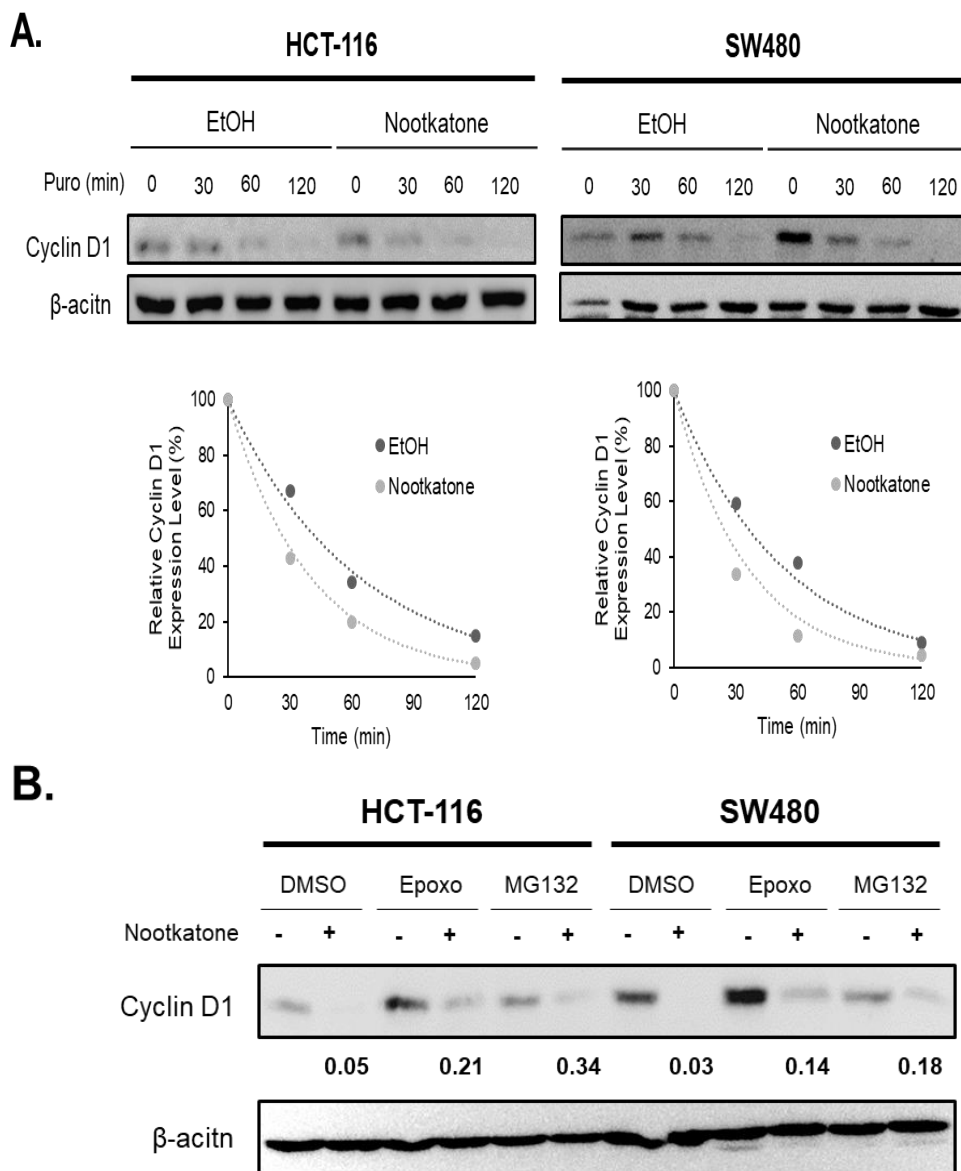 A.
HCT-116
SW480
EtOH Nootkatone
EtOH Nootkatone
Puro (min) 0 30 60 120 0 30 60 120
0 30 60 120 0 30 60 120
Cyclin D1
β-acitn
Relative Cyclin D1
Expression Level (%)
100
80
60
40
20
0
EtOH
Nootkatone
0 30 60 90 120
Time (min)
Relative Cyclin D1
Expression Level (%)
100
80
60
40
20
0
EtOH
Nootkatone
0 30 60 90 120
Time (min)
B.
HCT-116 SW480
DMSO Epoxo MG132 DMSO Epoxo MG132
Nootkatone - + - + - + - + - + - +
Cyclin D1
0.05 0.21 0.34 0.03 0.14 0.18
β-acitn